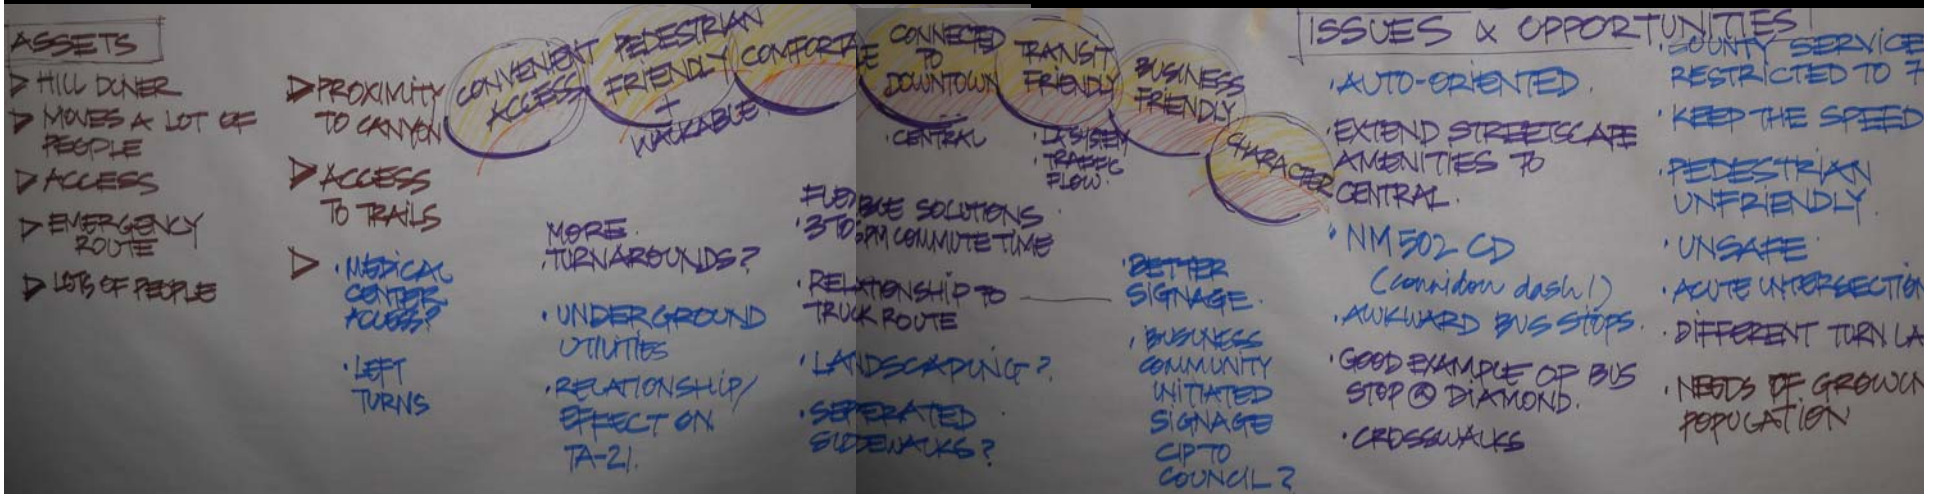 ASSETS
HILL DINER
MOVES A LOT OF
PEOPLE
ACCESS
EMERGENCY
ROUTE
LOTS OF PEOPLE
PROXIMITY
TO CANYON
ACCESS
TO TRAILS
• MEDICAL
CENTER
ACCESS?
• LEFT
TURNS
CONVENIENT
ACCESS
PEDESTRIAN
FRIENDLY
+
WALKABLE
MORE
TURNAROUNDS?
• UNDERGROUND
UTILITIES
• RELATIONSHIP/
EFFECT ON
TA-21.
CONNECTED
TO
DOWNTOWN
• CENTRAL
SOLUTIONS
COMMUTE TIME
• RELATIONSHIP TO
TRUCK ROUTE
• LANDSCAPING?
• SEPERATED
SIDEWALKS?
TRANSIT
FRIENDLY
• TRAFFIC
FLOW.
BUSINESS
FRIENDLY
• BETTER
SIGNAGE.
• BUSINESS
COMMUNITY
INITIATED
SIGNAGE
CIP TO
COUNCIL?
CHARACTER
ISSUES & OPPORTUNITIES
• AUTO-ORIENTED.
• EXTEND STREETSCAPE
AMENITIES TO
CENTRAL.
• NM 502 CD
(corridor dash!)
• AWKWARD BUS STOPS.
• GOOD EXAMPLE OF BUS
STOP @ DIAMOND.
• CROSSWALKS
• COUNTY SERVICE
RESTRICTED TO 7
• KEEP THE SPEED
• PEDESTRIAN
UNFRIENDLY.
• UNSAFE.
• ACUTE INTERSECTION
• DIFFERENT TURN LA
• NEEDS OF GROWIN
POPULATION